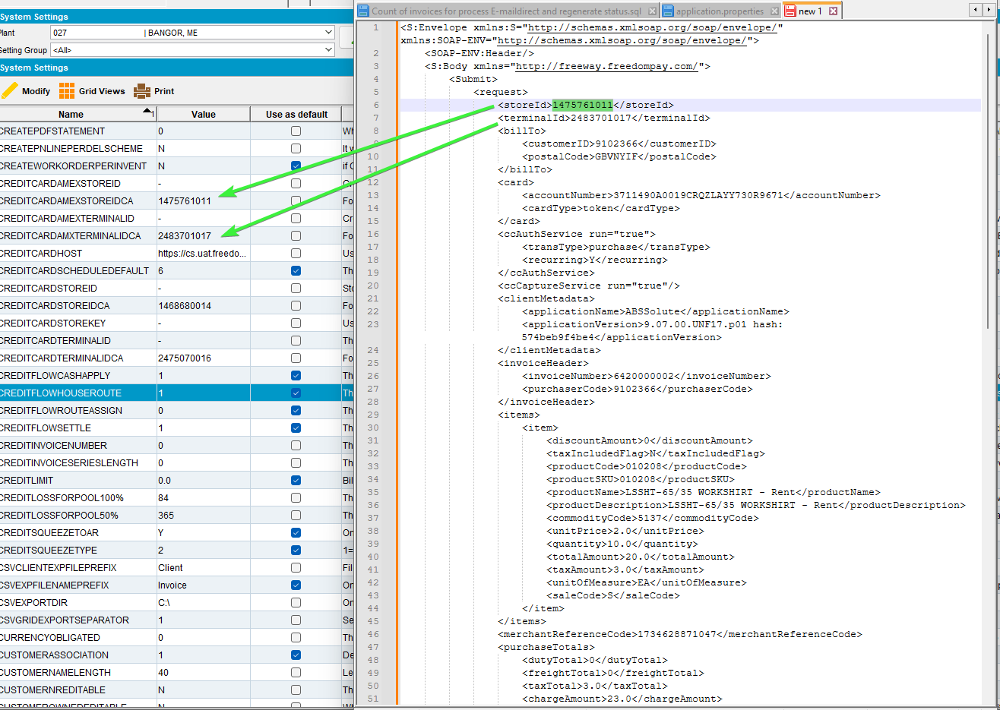 System Settings
Plant 027 | BANGOR, ME
Setting Group <All>
System Settings
Modify Grid Views Print
Name 1 Value Use as default
CREATEPDFSTATEMENT 0 Wh
CREATEPNLINEPERDELSCHEME N It w
CREATEWORKORDERPERINVENT N if C
CREDITCARDAMEXSTOREID -
CREDITCARDAMEXSTOREIDCA 1475761011 Fo
CREDITCARDAMEXTERMINALID - Cr
CREDITCARDAMXTERMINALIDCA 2483701017 Fo
CREDITCARDHOST https://cs.uat.freedo... Us
CREDITCARDSCHEDULEDEFAULT 6 Th
CREDITCARDSTOREID - Sto
CREDITCARDSTOREIDCA 1468680014 Fo
CREDITCARDSTOREKEY - Us
CREDITCARDTERMINALID - Th
CREDITCARDTERMINALIDCA 2475070016 Fo
CREDITFLOWCASHAPPLY 1 Th
CREDITFLOWHOUSEROUTE 1 Th
CREDITFLOWROUTEASSIGN 0 Th
CREDITFLOWSETTLE 1 Th
CREDITINVOICENUMBER 0 Th
CREDITINVOICESERIESLENGTH 0 Th
CREDITLIMIT 0.0 Bil
CREDITLOSSFORPOOL100% 84 Th
CREDITLOSSFORPOOL50% 365 Th
CREDITSQUEEZETOAR Y On
CREDITSQUEEZETYPE 2 1=
CSVCLIENTEXPFILEPREFIX Client Fil
CSVEXPFILENAMEPREFIX Invoice On
CSVEXPORTDIR C:\ On
CSVGRIDEXPORTSEPARATOR 1 Se
CURRENCYOBLIGATED 0 Th
CUSTOMERASSOCIATION 1 De
CUSTOMERNAMELENGTH 40 Le
CUSTOMERNREDITABLE N Th
CUSTOMEROWNEDEDITABLE N Wh
Count of invoices for process E-maildirect and regenerate status.sql application.properties new 1
1 <S:Envelope xmlns:S="http://schemas.xmlsoap.org/soap/envelope/"
xmlns:SOAP-ENV="http://schemas.xmlsoap.org/soap/envelope/">
2 <SOAP-ENV:Header/>
3 <S:Body xmlns="http://freeway.freedompay.com/">
4 <Submit>
5 <request>
6 <storeId>1475761011</storeId>
7 <terminalId>2483701017</terminalId>
8 <billTo>
9 <customerID>9102366</customerID>
10 <postalCode>GBVNYIF</postalCode>
11 </billTo>
12 <card>
13 <accountNumber>3711490A0019CRQZLAYY730R9671</accountNumber>
14 <cardType>token</cardType>
15 </card>
16 <ccAuthService run="true">
17 <transType>purchase</transType>
18 <recurring>Y</recurring>
19 </ccAuthService>
20 <ccCaptureService run="true"/>
21 <clientMetadata>
22 <applicationName>ABSSolute</applicationName>
23 <applicationVersion>9.07.00.UNF17.p01 hash:
574beb9f4be4</applicationVersion>
24 </clientMetadata>
25 <invoiceHeader>
26 <invoiceNumber>6420000002</invoiceNumber>
27 <purchaserCode>9102366</purchaserCode>
28 </invoiceHeader>
29 <items>
30 <item>
31 <discountAmount>0</discountAmount>
32 <taxIncludedFlag>N</taxIncludedFlag>
33 <productCode>010208</productCode>
34 <productSKU>010208</productSKU>
35 <productName>LSSHT-65/35 WORKSHIRT - Rent</productName>
36 <productDescription>LSSHT-65/35 WORKSHIRT - Rent</productDescription>
37 <commodityCode>5137</commodityCode>
38 <unitPrice>2.0</unitPrice>
39 <quantity>10.0</quantity>
40 <totalAmount>20.0</totalAmount>
41 <taxAmount>3.0</taxAmount>
42 <unitOfMeasure>EA</unitOfMeasure>
43 <saleCode>S</saleCode>
44 </item>
45 </items>
46 <merchantReferenceCode>1734628871047</merchantReferenceCode>
47 <purchaseTotals>
48 <dutyTotal>0</dutyTotal>
49 <freightTotal>0</freightTotal>
50 <taxTotal>3.0</taxTotal>
51 <chargeAmount>23.0</chargeAmount>